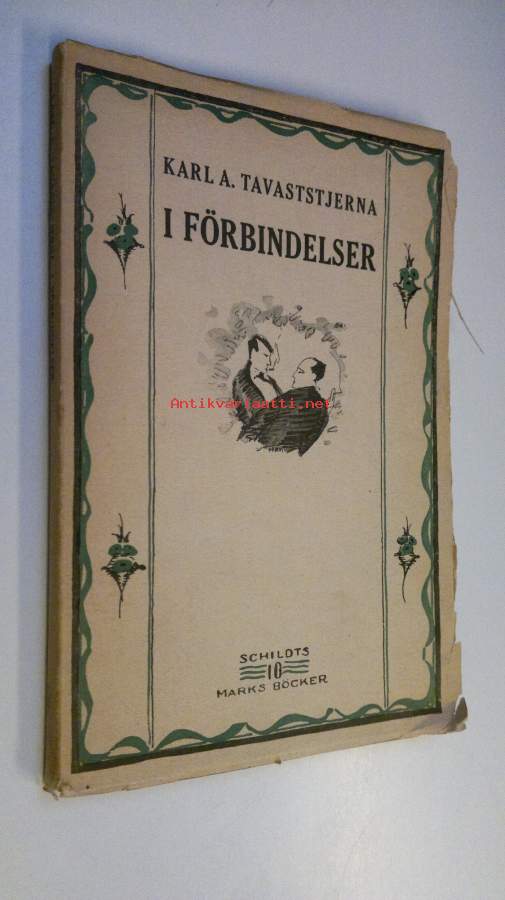 KARL A. TAVASTSTJERNA
I FÖRBINDELSER
Antikvariaatti.net
SCHILDTS
10
MARKS BÖCKER